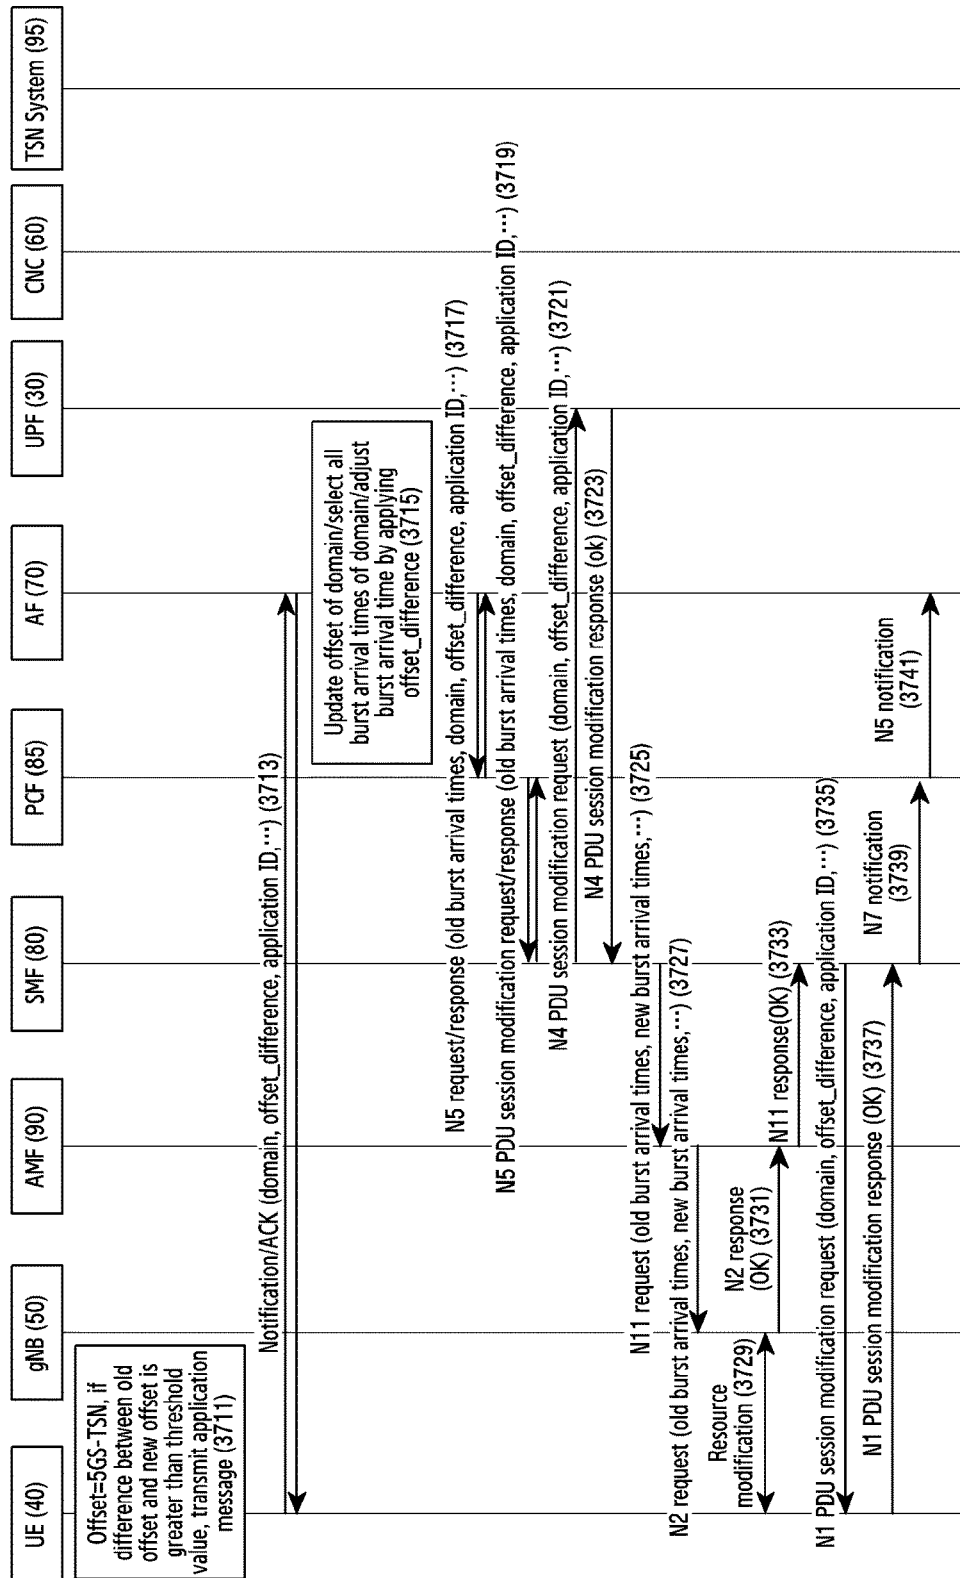 UE (40)
gNB (50)
AMF (90)
SMF (80)
PCF (85)
AF (70)
UPF (30)
CNC (60)
TSN System (95)
Offset=5GS-TSN, if
difference between old
offset and new offset is
greater than threshold
value, transmit application
message (3711)
Notification/ACK (domain, offset_difference, application ID,···) (3713)
Update offset of domain/select all
burst arrival times of domain/adjust
burst arrival time by applying
offset_difference (3715)
N5 request/response (old burst arrival times, domain, offset_difference, application ID,···) (3717)
N5 PDU session modification request/response (old burst arrival times, domain, offset_difference, application ID,···) (3719)
N4 PDU session modification request (domain, offset_difference, application ID,···) (3721)
N4 PDU session modification response (ok) (3723)
N11 request (old burst arrival times, new burst arrival times,···) (3725)
N2 request (old burst arrival times, new burst arrival times,···) (3727)
Resource
modification (3729)
N2 response
(OK) (3731)
N11 response(OK) (3733)
N1 PDU session modification request (domain, offset_difference, application ID,···) (3735)
N1 PDU session modification response (OK) (3737)
N7 notification
(3739)
N5 notification
(3741)